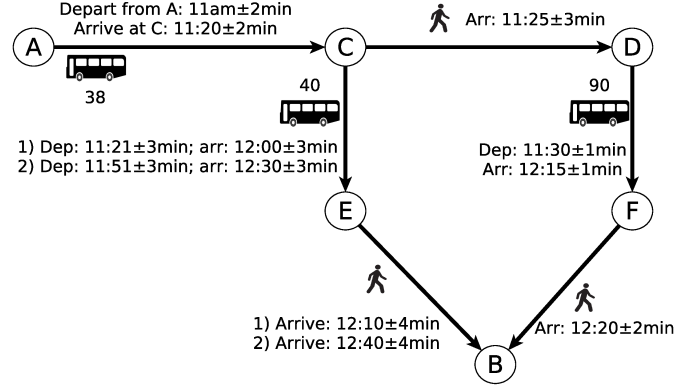 Depart from A: 11am±2min
Arrive at C: 11:20±2min
Arr: 11:25±3min
A
C
D
38
40
90
1) Dep: 11:21±3min; arr: 12:00±3min
2) Dep: 11:51±3min; arr: 12:30±3min
Dep: 11:30±1min
Arr: 12:15±1min
E
F
1) Arrive: 12:10±4min
2) Arrive: 12:40±4min
Arr: 12:20±2min
B